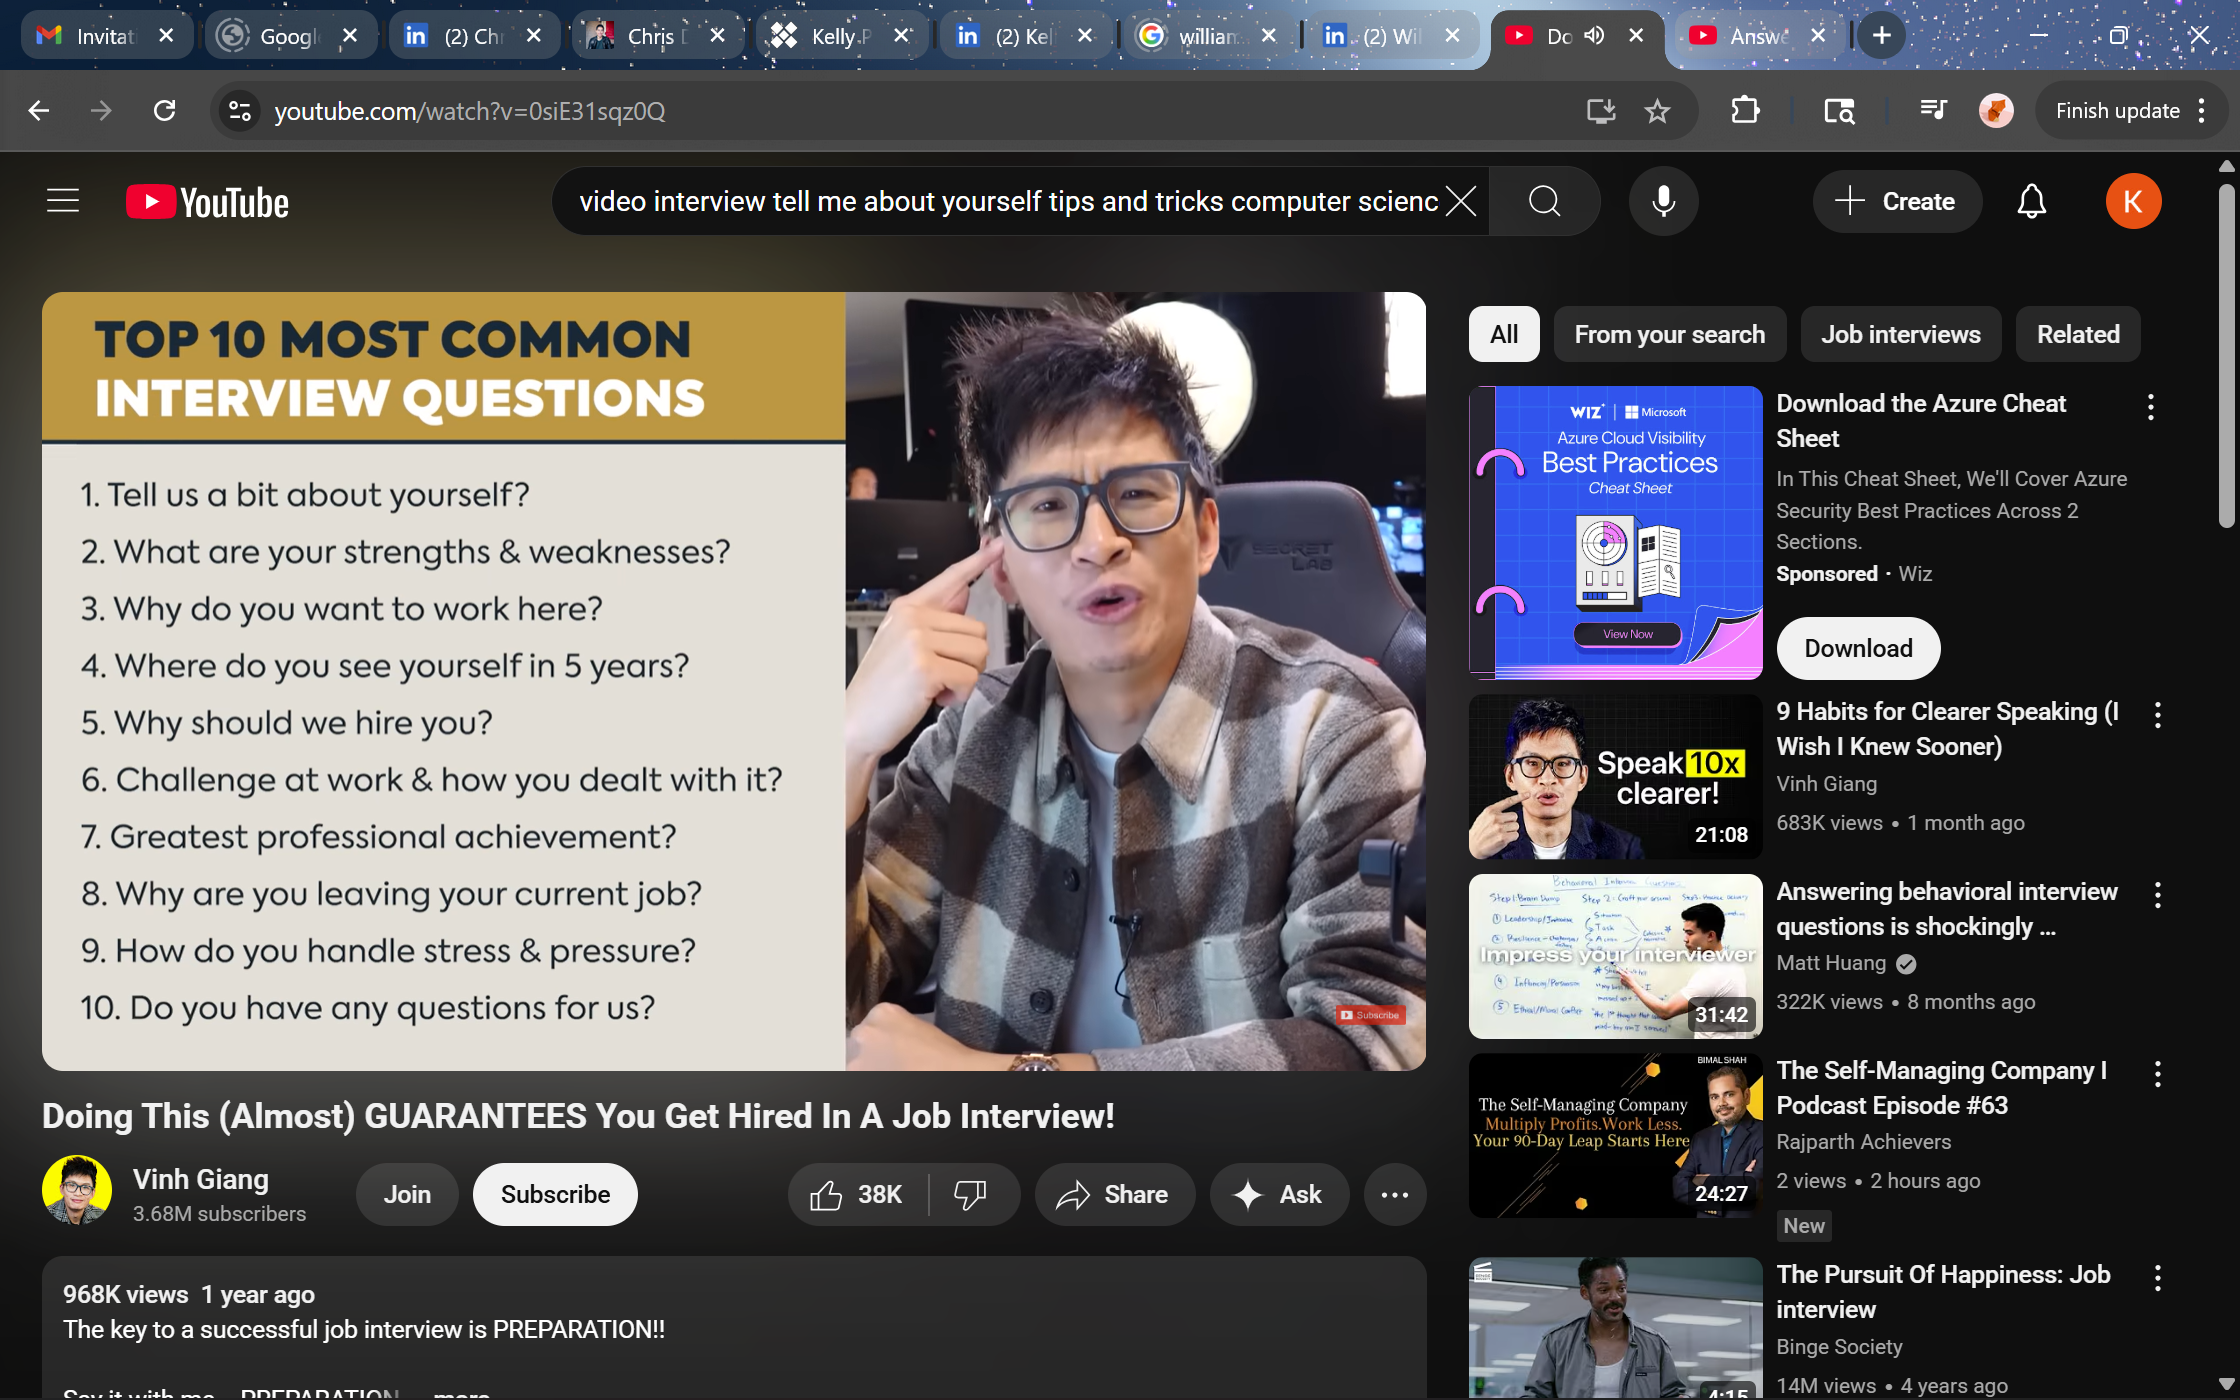 Invitat
Googl
(2) Ch
Chris D
Kelly.P
(2) Kel
william
(2) Wil
Do
Answe
youtube.com/watch?v=0siE31sqz0Q
Finish update
YouTube
video interview tell me about yourself tips and tricks computer scienc
Create
K
TOP 10 MOST COMMON
INTERVIEW QUESTIONS
1. Tell us a bit about yourself?
2. What are your strengths & weaknesses?
3. Why do you want to work here?
4. Where do you see yourself in 5 years?
5. Why should we hire you?
6. Challenge at work & how you dealt with it?
7. Greatest professional achievement?
8. Why are you leaving your current job?
9. How do you handle stress & pressure?
10. Do you have any questions for us?
SECRET
LAB
Subscribe
Doing This (Almost) GUARANTEES You Get Hired In A Job Interview!
Vinh Giang
3.68M subscribers
Join
Subscribe
38K
Share
Ask
968K views 1 year ago
The key to a successful job interview is PREPARATION!!
Say it with me... PREPARATION
...more
All
From your search
Job interviews
Related
WIZ | Microsoft
Azure Cloud Visibility
Best Practices
Cheat Sheet
View Now
Download the Azure Cheat
Sheet
In This Cheat Sheet, We'll Cover Azure
Security Best Practices Across 2
Sections.
Sponsored · Wiz
Download
Speak 10x
clearer!
21:08
9 Habits for Clearer Speaking (I
Wish I Knew Sooner)
Vinh Giang
683K views • 1 month ago
Behavioral Interview Questions
Step 1: Brain Dump
Impress your interviewer
31:42
Answering behavioral interview
questions is shockingly ...
Matt Huang
322K views • 8 months ago
BIMAL SHAH
The Self-Managing Company
Multiply Profits.Work Less.
Your 90-Day Leap Starts Here
24:27
The Self-Managing Company I
Podcast Episode #63
Rajparth Achievers
2 views • 2 hours ago
New
4:15
The Pursuit Of Happiness: Job
interview
Binge Society
14M views • 4 years ago